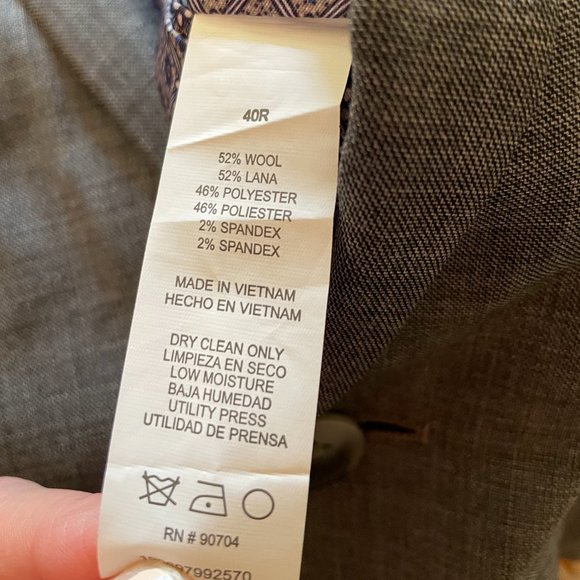 40R
52% WOOL
52% LANA
46% POLYESTER
46% POLIESTER
2% SPANDEX
2% SPANDEX
MADE IN VIETNAM
HECHO EN VIETNAM
DRY CLEAN ONLY
LIMPIEZA EN SECO
LOW MOISTURE
BAJA HUMEDAD
UTILITY PRESS
UTILIDAD DE PRENSA
RN # 90704